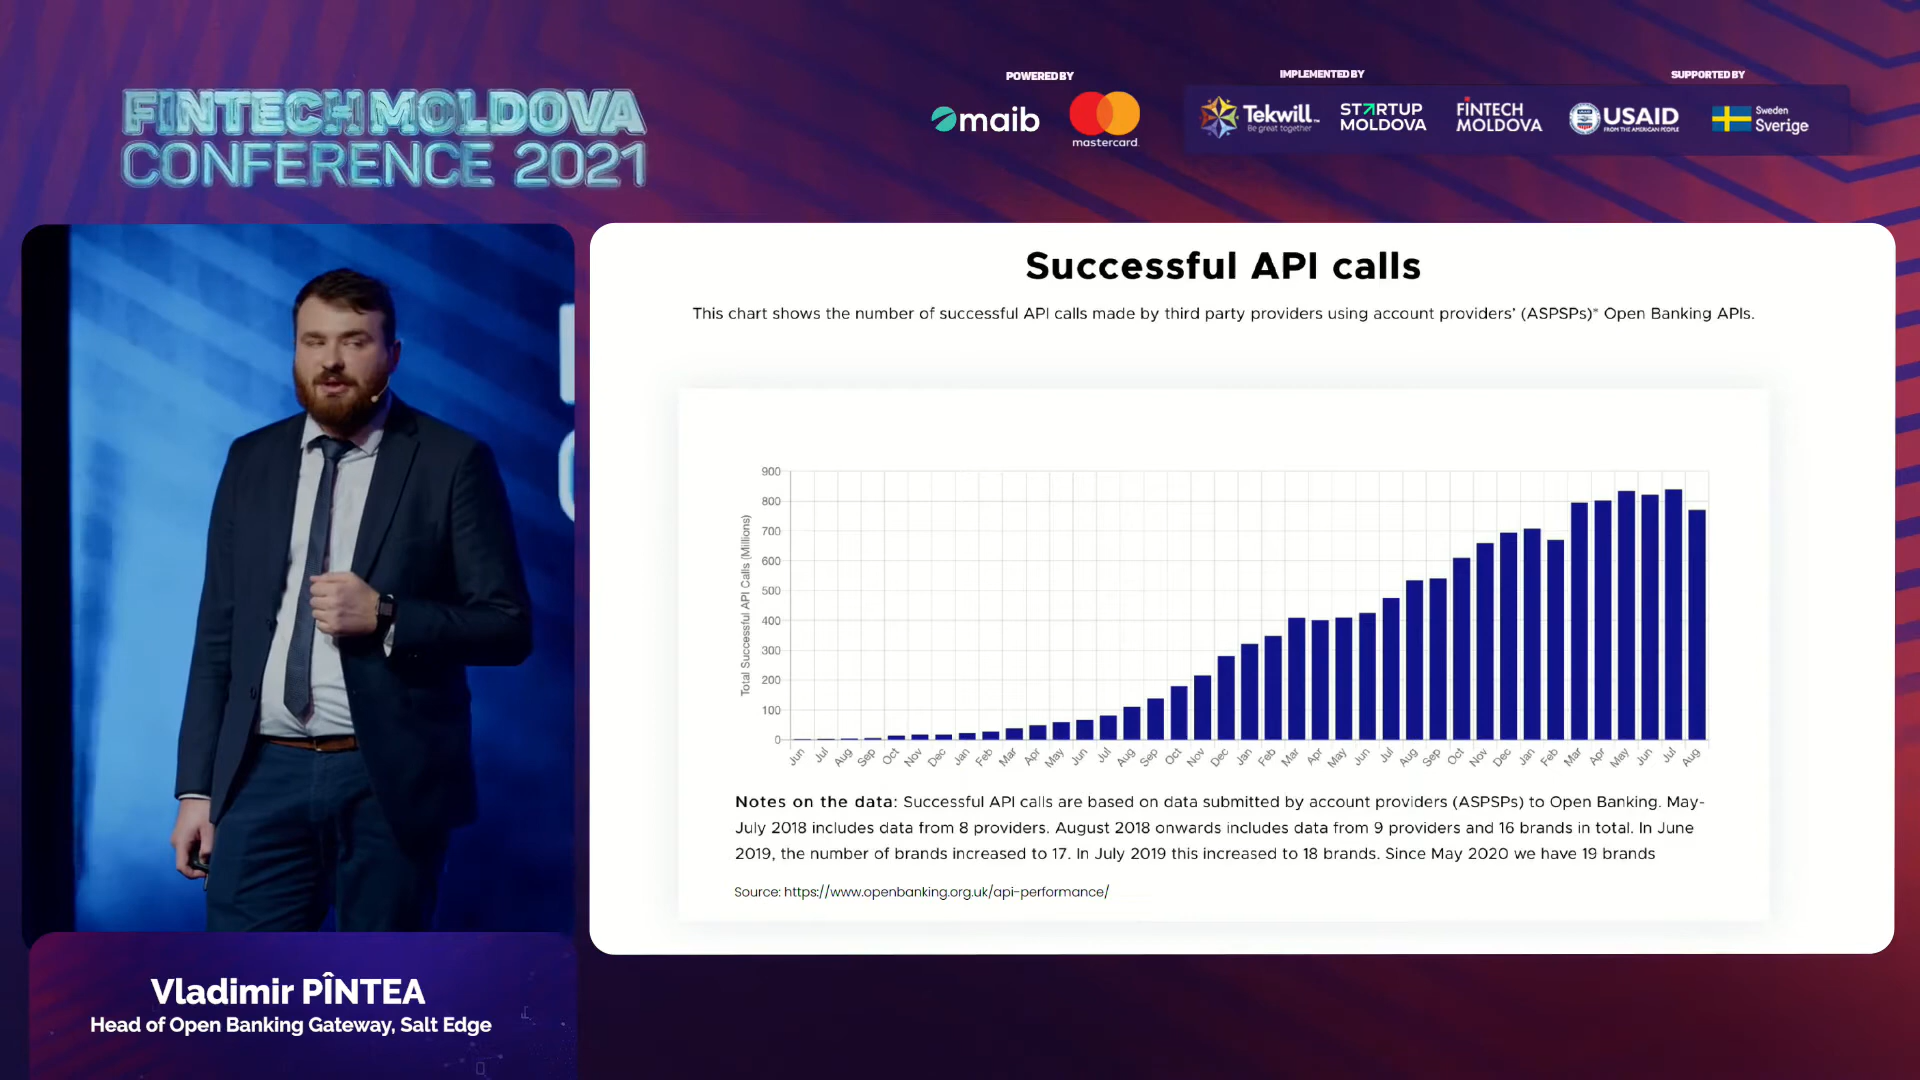 FINTECH MOLDOVA
CONFERENCE 2021
POWERED BY
maib
mastercard
IMPLEMENTED BY
Tekwill
Be great together
STARTUP
MOLDOVA
FINTECH
MOLDOVA
SUPPORTED BY
USAID
FROM THE AMERICAN PEOPLE
Sweden
Sverige
Successful API calls
This chart shows the number of successful API calls made by third party providers using account providers' (ASPSPs)* Open Banking APIs.
Total Successful API Calls (Millions)
900
800
700
600
500
400
300
200
100
0
Jun Jul Aug Sep Oct Nov Dec Jan Feb Mar Apr May Jun Jul Aug Sep Oct Nov Dec Jan Feb Mar Apr May Jun Jul Aug Sep Oct Nov Dec Jan Feb Mar Apr May Jun Jul Aug
Notes on the data: Successful API calls are based on data submitted by account providers (ASPSPs) to Open Banking. May-
July 2018 includes data from 8 providers. August 2018 onwards includes data from 9 providers and 16 brands in total. In June
2019, the number of brands increased to 17. In July 2019 this increased to 18 brands. Since May 2020 we have 19 brands
Source: https://www.openbanking.org.uk/api-performance/
Vladimir PÎNTEA
Head of Open Banking Gateway, Salt Edge